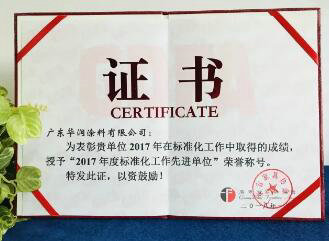 证书
CERTIFICATE
广东华润涂料有限公司：
为表彰贵单位2017年在标准化工作中取得的成绩，
授予“2017年度标准化工作先进单位”荣誉称号。
特发此证，以资鼓励！